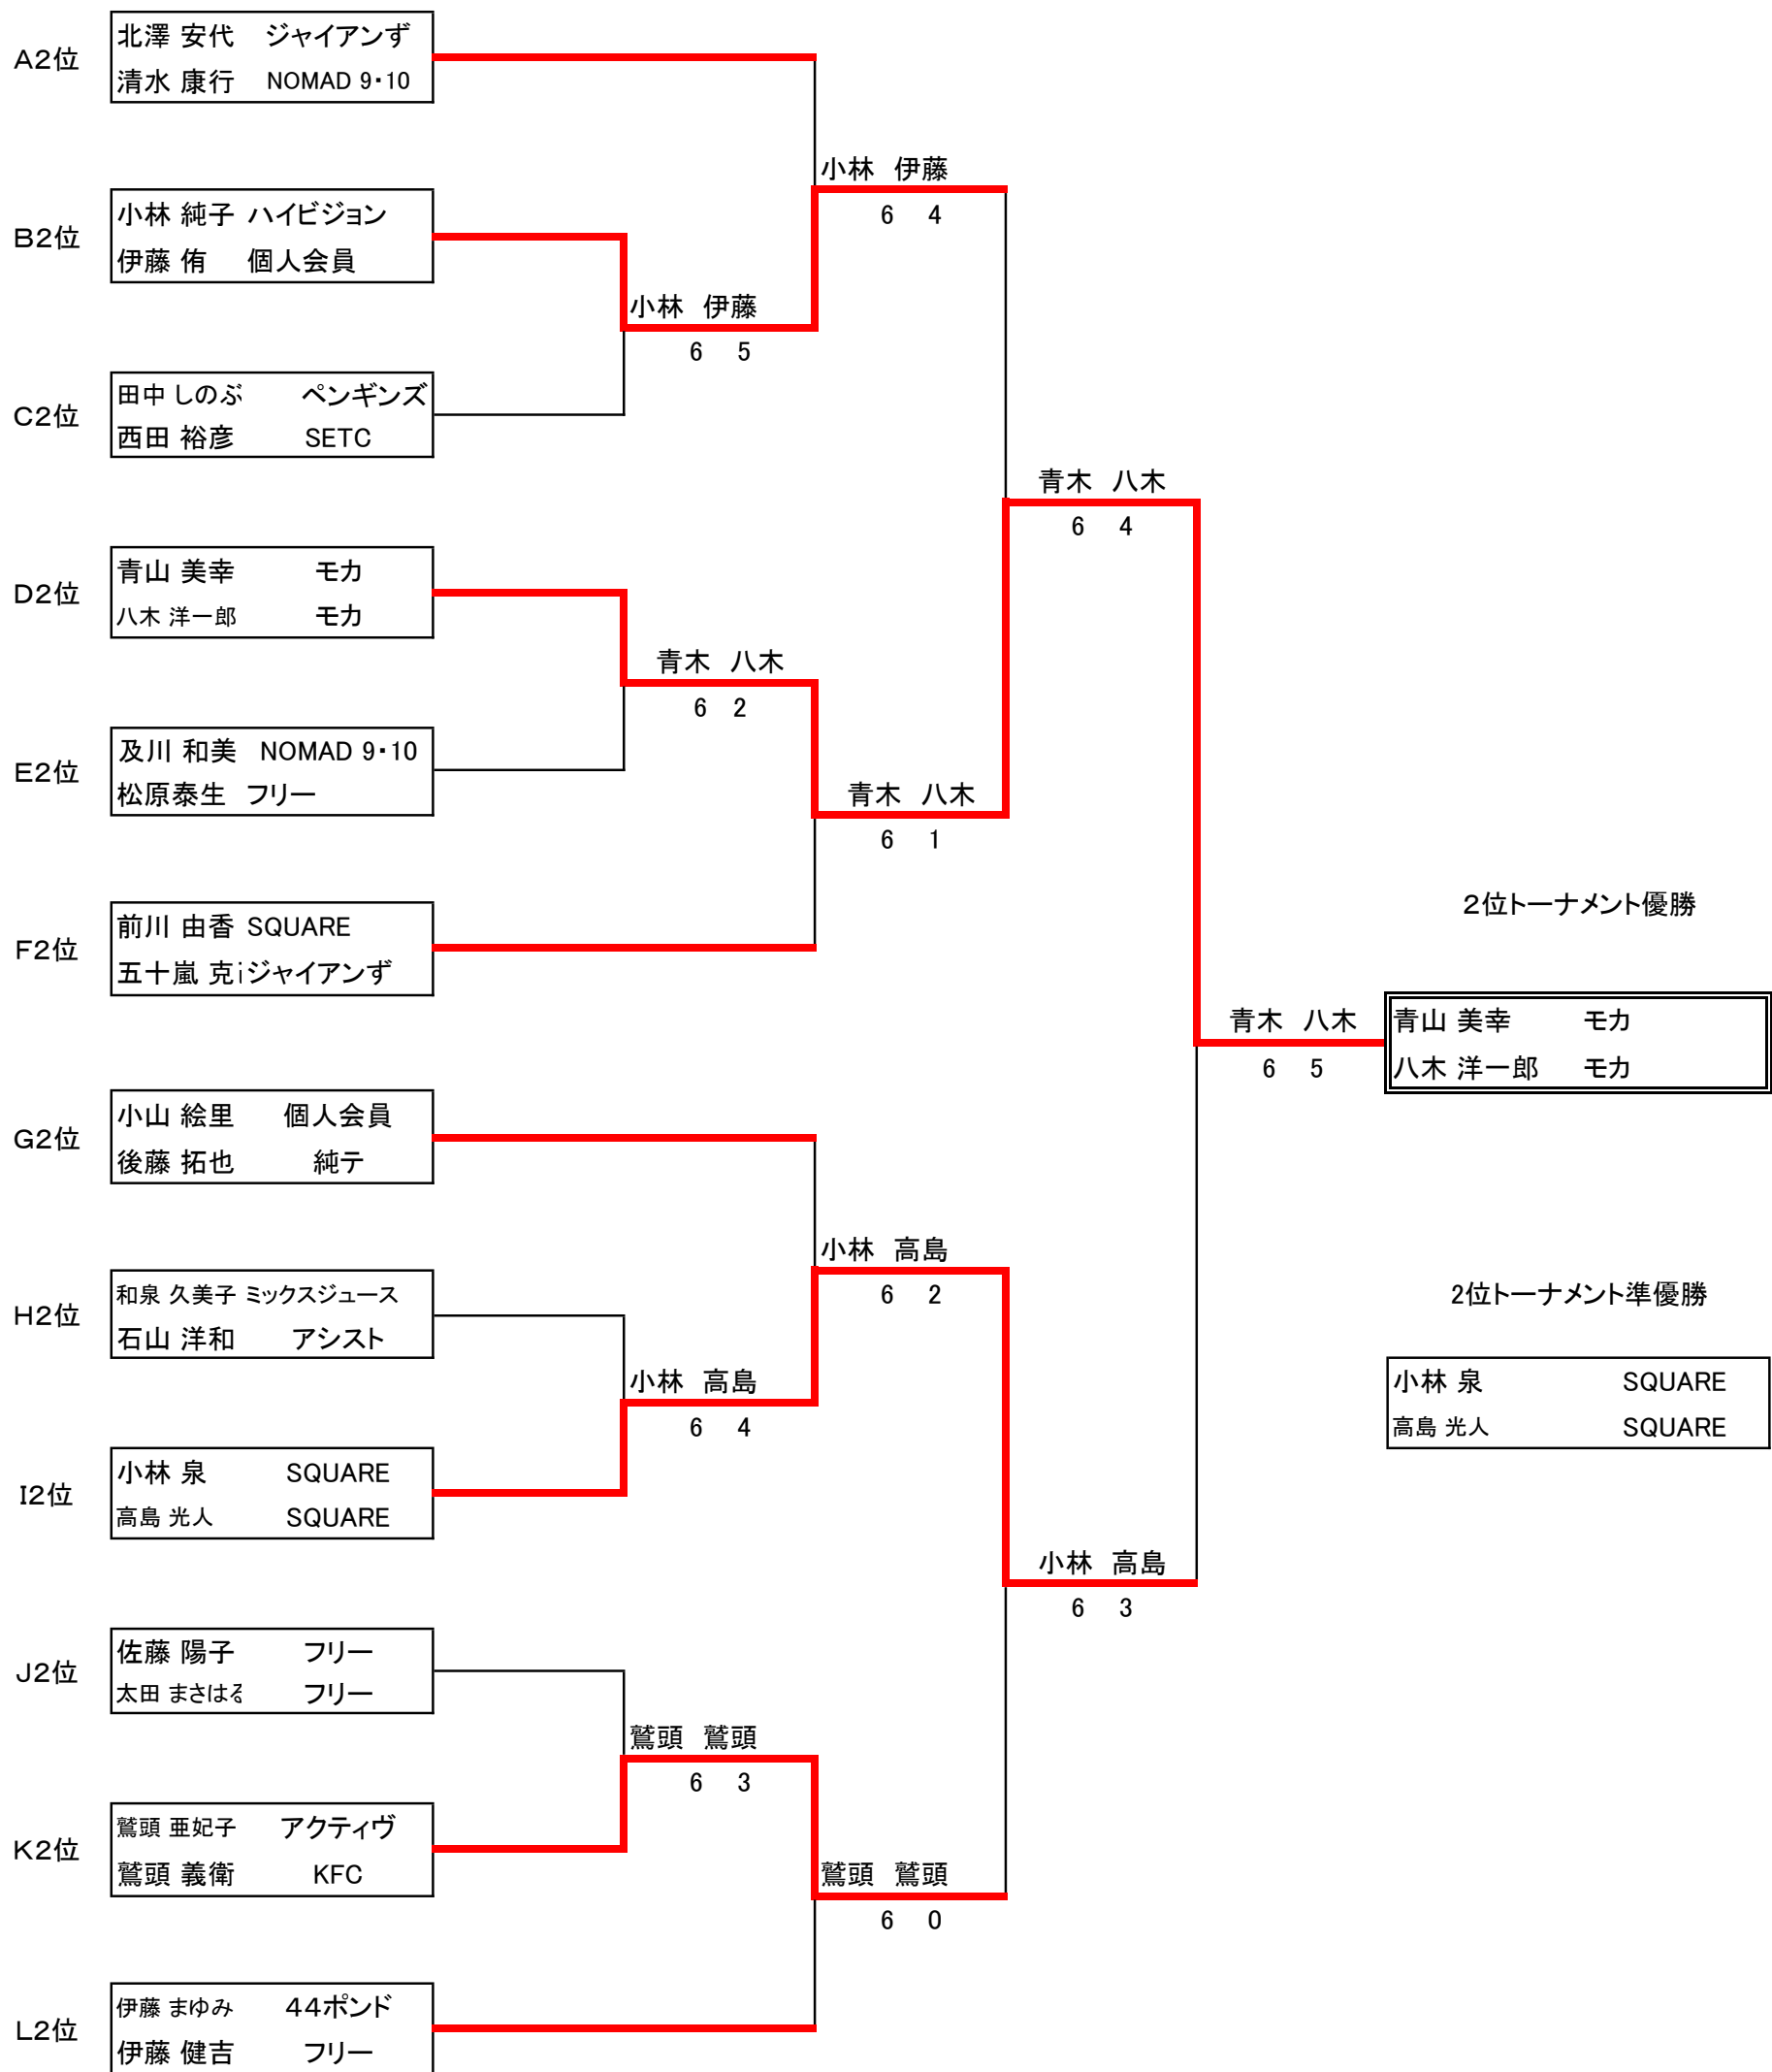 A2位
北澤 安代 ジャイアンず
清水 康行 NOMAD 9・10
小林 伊藤
6 4
B2位
小林 純子 ハイビジョン
伊藤 侑 個人会員
小林 伊藤
6 5
C2位
田中 しのぶ ペンギンズ
西田 裕彦 SETC
青木 八木
6 4
D2位
青山 美幸 モカ
八木 洋一郎 モカ
青木 八木
6 2
E2位
及川 和美 NOMAD 9・10
松原泰生 フリー
青木 八木
6 1
F2位
前川 由香 SQUARE
五十嵐 克 ジャイアンず
2位トーナメント優勝
青木 八木
6 5
青山 美幸 モカ
八木 洋一郎 モカ
G2位
小山 絵里 個人会員
後藤 拓也 純テ
小林 高島
6 2
H2位
和泉 久美子 ミックスジュース
石山 洋和 アシスト
2位トーナメント準優勝
小林 泉 SQUARE
高島 光人 SQUARE
小林 高島
6 4
I2位
小林 泉 SQUARE
高島 光人 SQUARE
小林 高島
6 3
J2位
佐藤 陽子 フリー
太田 まさはる フリー
鷲頭 鷲頭
6 3
K2位
鷲頭 亜妃子 アクティヴ
鷲頭 義衛 KFC
鷲頭 鷲頭
6 0
L2位
伊藤 まゆみ 44ポンド
伊藤 健吉 フリー